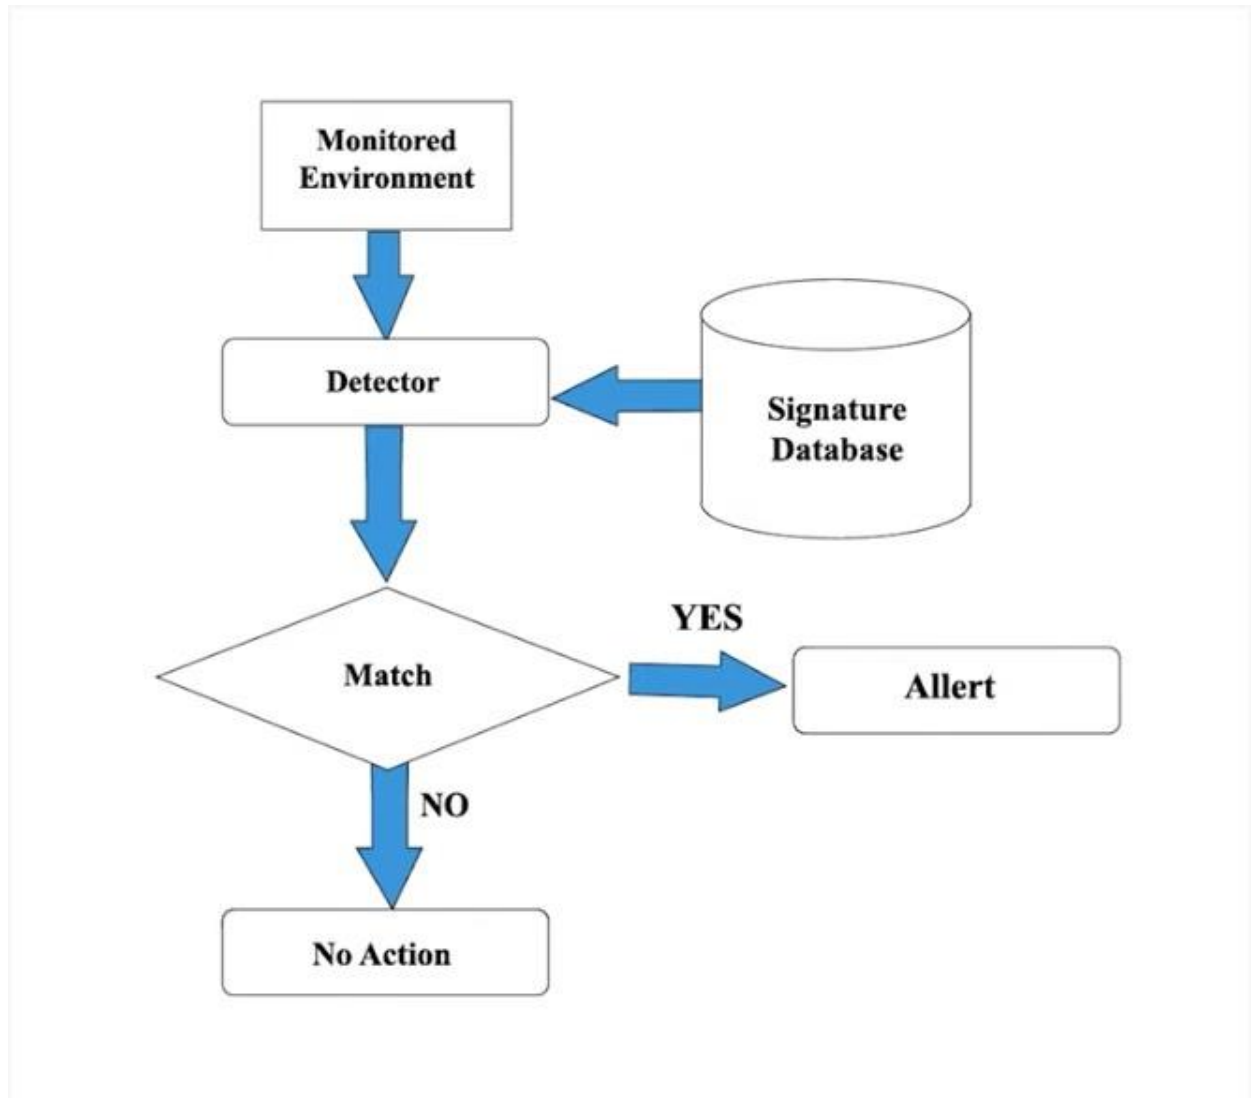 Monitored
Environment
Detector
Signature
Database
Match
YES
Allert
NO
No Action